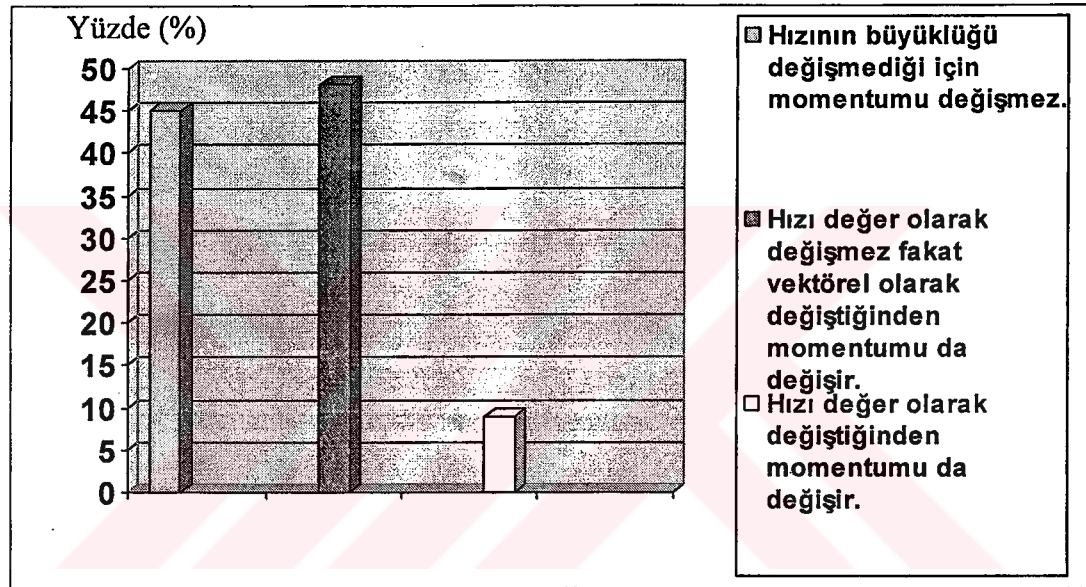 Yüzde (%)
50
45
40
35
30
25
20
15
10
5
0
Hızının büyüklüğü
değişmediği için
momentumu değişmez.
Hızı değer olarak
değişmez fakat
vektörel olarak
değiştiğinden
momentumu da
değişir.
Hızı değer olarak
değiştiğinden
momentumu da
değişir.